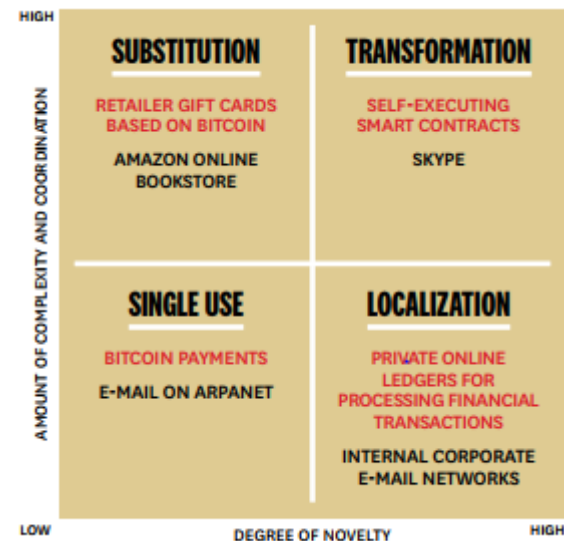 HIGH
SUBSTITUTION
RETAILER GIFT CARDS
BASED ON BITCOIN
AMAZON ONLINE
BOOKSTORE
TRANSFORMATION
SELF-EXECUTING
SMART CONTRACTS
SKYPE
AMOUNT OF COMPLEXITY AND COORDINATION
SINGLE USE
BITCOIN PAYMENTS
E-MAIL ON ARPANET
LOCALIZATION
PRIVATE ONLINE
LEDGERS FOR
PROCESSING FINANCIAL
TRANSACTIONS
INTERNAL CORPORATE
E-MAIL NETWORKS
LOW
DEGREE OF NOVELTY
HIGH